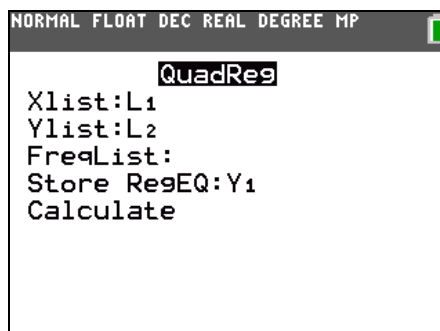 NORMAL FLOAT DEC REAL DEGREE MP
QuadReg
Xlist:L₁
Ylist:L₂
FreqList:
Store RegEQ:Y₁
Calculate